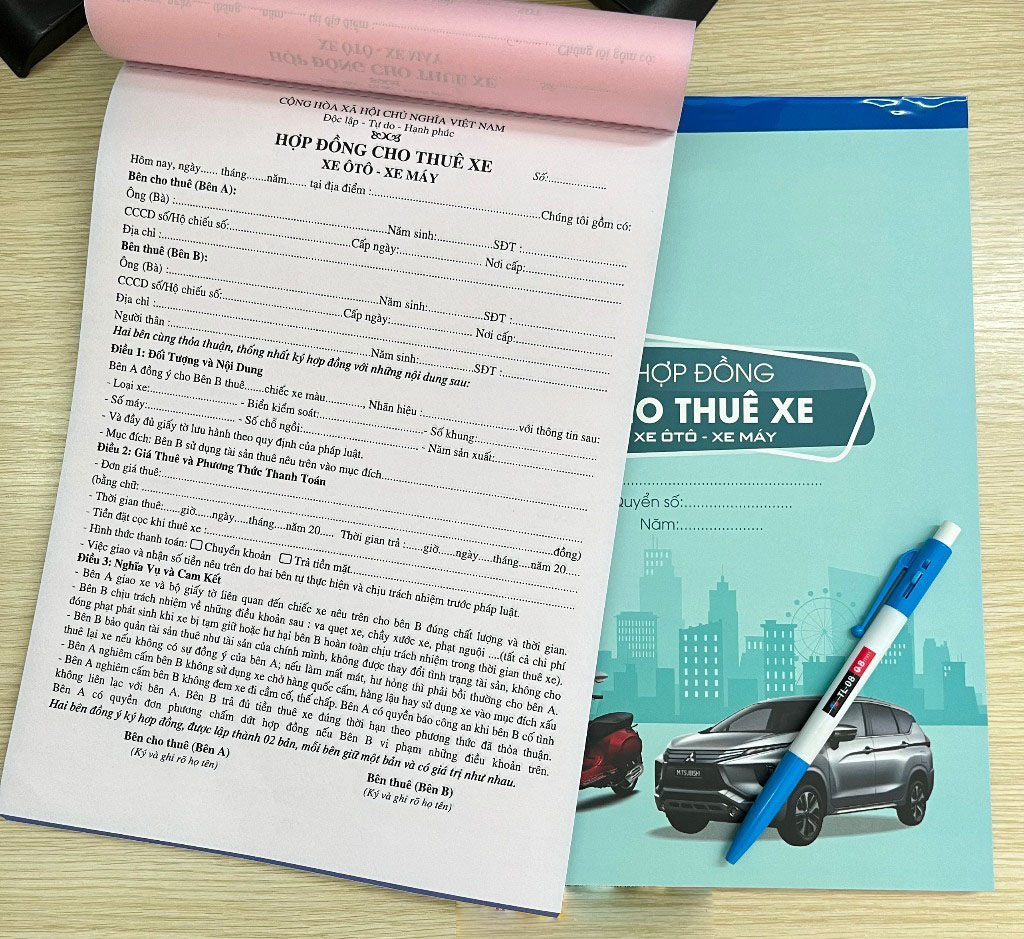 CỘNG HÒA XÃ HỘI CHỦ NGHĨA VIỆT NAM
Độc lập - Tự do - Hạnh phúc
HỢP ĐỒNG CHO THUÊ XE
XE ÔTÔ - XE MÁY
Số:...................
Hôm nay, ngày...... tháng.......năm....... tại địa điểm :..........................................................Chúng tôi gồm có:
Bên cho thuê (Bên A):
Ông (Bà) :..........................................................................Năm sinh:...................SĐT :..............................
CCCD số/Hộ chiếu số:..........................................Cấp ngày:............................ Nơi cấp:..............................
Địa chỉ :..........................................................................................................................................
Bên thuê (Bên B):
Ông (Bà) :..........................................................................Năm sinh:...................SĐT :..............................
CCCD số/Hộ chiếu số:..........................................Cấp ngày:............................ Nơi cấp:..............................
Địa chỉ :..........................................................................................................................................
Người thân :......................................................................Năm sinh:...................SĐT :..............................
Hai bên cùng thỏa thuận, thống nhất ký hợp đồng với những nội dung sau:
Điều 1: Đối Tượng và Nội Dung
Bên A đồng ý cho Bên B thuê.......chiếc xe màu............., Nhãn hiệu :..............................với thông tin sau:
- Loại xe:............................ - Biển kiểm soát:................................ - Số khung:........................................
- Số máy:............................ - Số chỗ ngồi:..................................... - Năm sản xuất:..................................
- Và đầy đủ giấy tờ lưu hành theo quy định của pháp luật.
- Mục đích: Bên B sử dụng tài sản thuê nêu trên vào mục đích..........................................................
Điều 2: Giá Thuê và Phương Thức Thanh Toán
- Đơn giá thuê:................................................................................................................................
(bằng chữ: ..............................................................................................................................đồng)
- Thời gian thuê:......giờ.....ngày.....tháng....năm 20..... Thời gian trả :......giờ.....ngày....tháng....năm 20.....
- Tiền đặt cọc khi thuê xe :..............................................................................................................
- Hình thức thanh toán: ☐ Chuyển khoản ☐ Trả tiền mặt..............................................................
- Việc giao và nhận số tiền nêu trên do hai bên tự thực hiện và chịu trách nhiệm trước pháp luật.
Điều 3: Nghĩa Vụ và Cam Kết
- Bên A giao xe và bộ giấy tờ liên quan đến chiếc xe nêu trên cho bên B đúng chất lượng và thời gian.
- Bên B chịu trách nhiệm về những điều khoản sau : va quẹt xe, chầy xước xe, phạt nguội ....(tất cả chi phí
đóng phạt phát sinh khi xe bị tạm giữ hoặc hư hại bên B hoàn toàn chịu trách nhiệm trong thời gian thuê xe).
- Bên B bảo quản tài sản thuê như tài sản của chính mình, không được thay đổi tình trạng tài sản, không cho
thuê lại xe nếu không có sự đồng ý của bên A; nếu làm mất mát, hư hỏng thì phải bồi thường cho bên A.
- Bên A nghiêm cấm bên B không sử dụng xe chở hàng quốc cấm, hàng lậu hay sử dụng xe vào mục đích xấu
- Bên A nghiêm cấm bên B không đem xe đi cầm cố, thế chấp. Bên A có quyền báo công an khi bên B cố tình
không liên lạc với bên A. Bên B trả đủ tiền thuê xe đúng thời hạn theo phương thức đã thỏa thuận.
Bên A có quyền đơn phương chấm dứt hợp đồng nếu Bên B vi phạm những điều khoản trên.
Hai bên đồng ý ký hợp đồng, được lập thành 02 bản, mỗi bên giữ một bản và có giá trị như nhau.
Bên cho thuê (Bên A)
(Ký và ghi rõ họ tên)
Bên thuê (Bên B)
(Ký và ghi rõ họ tên)
HỢP ĐỒNG
O THUÊ XE
XE ÔTÔ - XE MÁY
Quyển số:..........................
Năm:....................
TL-08
MITSUBISHI